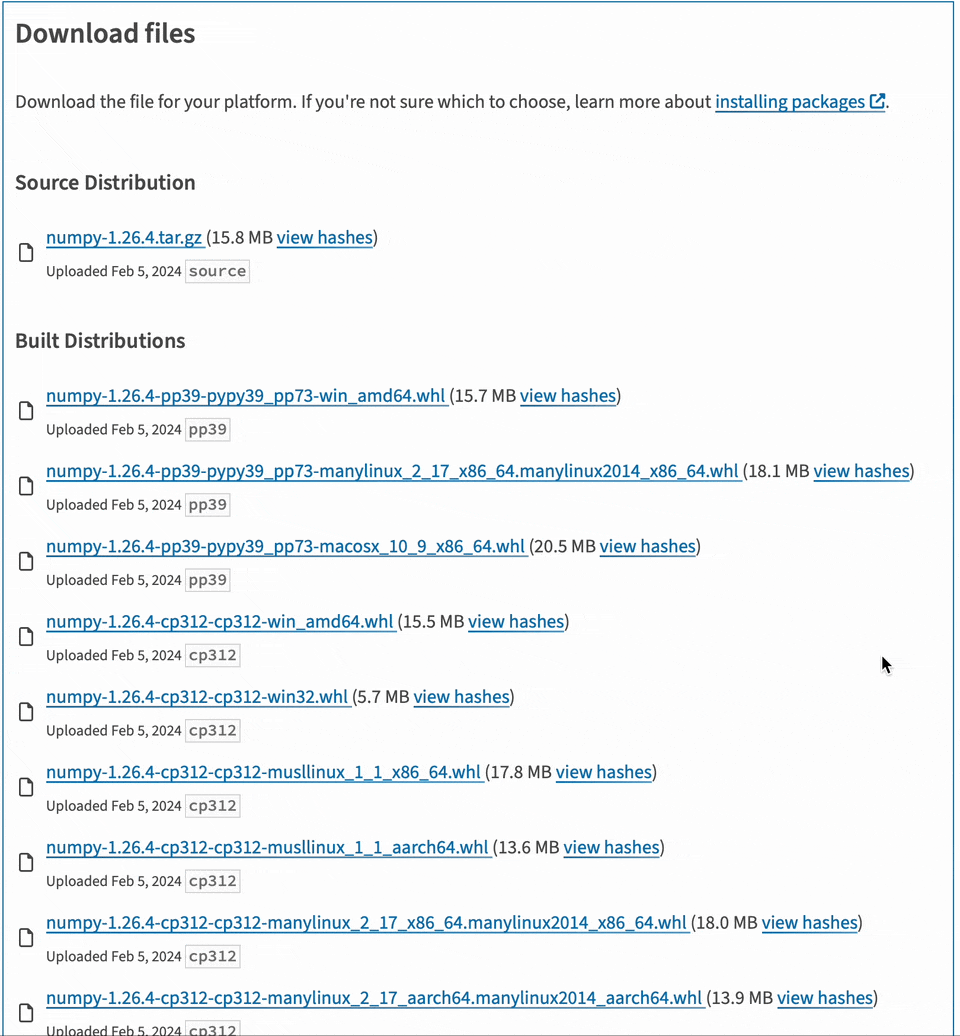 Download files
Download the file for your platform. If you're not sure which to choose, learn more about installing packages.
Source Distribution
numpy-1.26.4.tar.gz (15.8 MB view hashes)
Uploaded Feb 5, 2024 source
Built Distributions
numpy-1.26.4-pp39-pypy39_pp73-win_amd64.whl (15.7 MB view hashes)
Uploaded Feb 5, 2024 pp39
numpy-1.26.4-pp39-pypy39_pp73-manylinux_2_17_x86_64.manylinux2014_x86_64.whl (18.1 MB view hashes)
Uploaded Feb 5, 2024 pp39
numpy-1.26.4-pp39-pypy39_pp73-macosx_10_9_x86_64.whl (20.5 MB view hashes)
Uploaded Feb 5, 2024 pp39
numpy-1.26.4-cp312-cp312-win_amd64.whl (15.5 MB view hashes)
Uploaded Feb 5, 2024 cp312
numpy-1.26.4-cp312-cp312-win32.whl (5.7 MB view hashes)
Uploaded Feb 5, 2024 cp312
numpy-1.26.4-cp312-cp312-musllinux_1_1_x86_64.whl (17.8 MB view hashes)
Uploaded Feb 5, 2024 cp312
numpy-1.26.4-cp312-cp312-musllinux_1_1_aarch64.whl (13.6 MB view hashes)
Uploaded Feb 5, 2024 cp312
numpy-1.26.4-cp312-cp312-manylinux_2_17_x86_64.manylinux2014_x86_64.whl (18.0 MB view hashes)
Uploaded Feb 5, 2024 cp312
numpy-1.26.4-cp312-cp312-manylinux_2_17_aarch64.manylinux2014_aarch64.whl (13.9 MB view hashes)
Uploaded Feb 5, 2024 cp312